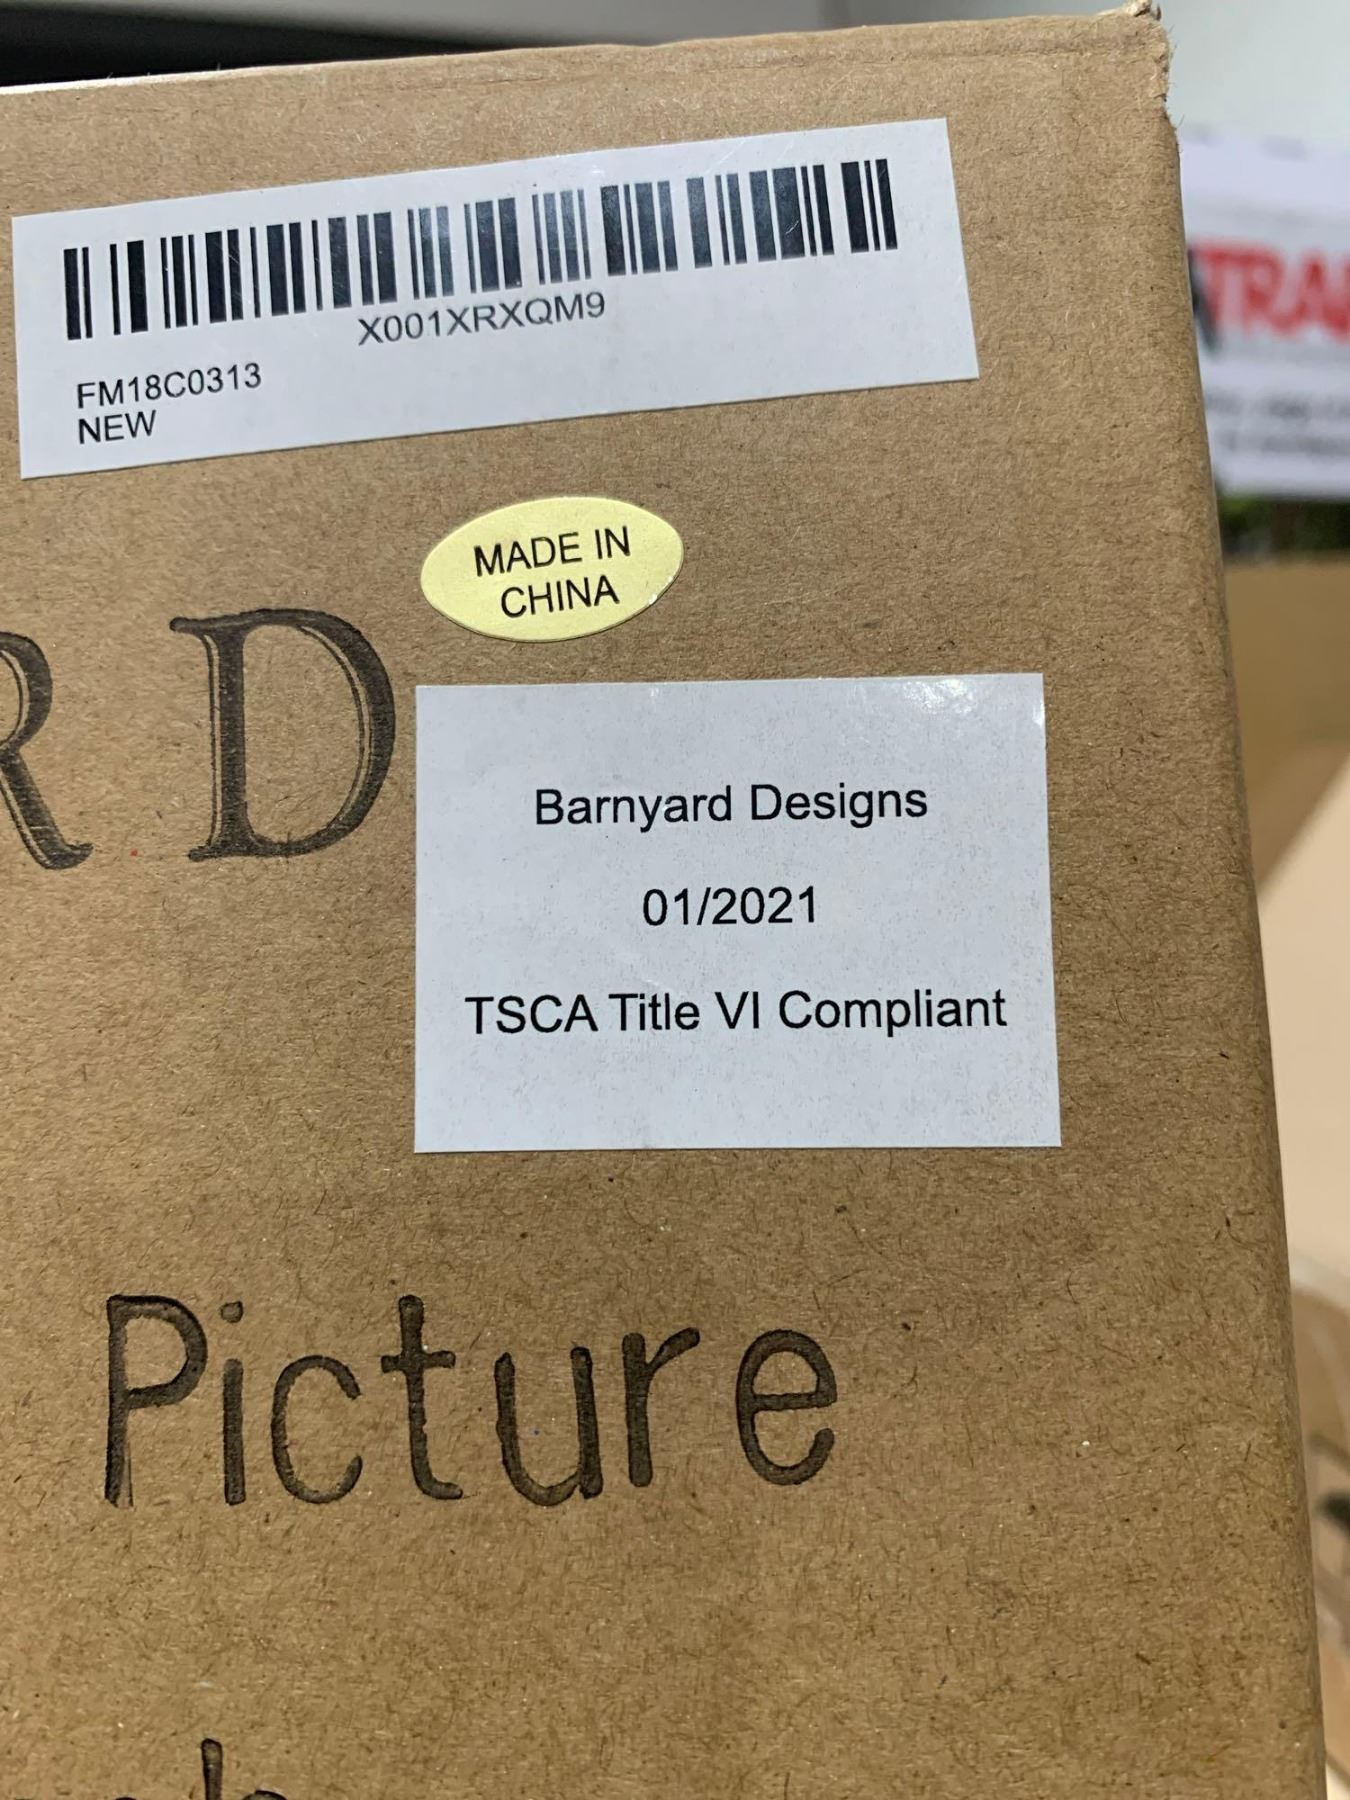 X001XRXQM9
FM18C0313
NEW
MADE IN
CHINA
RD
Barnyard Designs
01/2021
TSCA Title VI Compliant
Picture